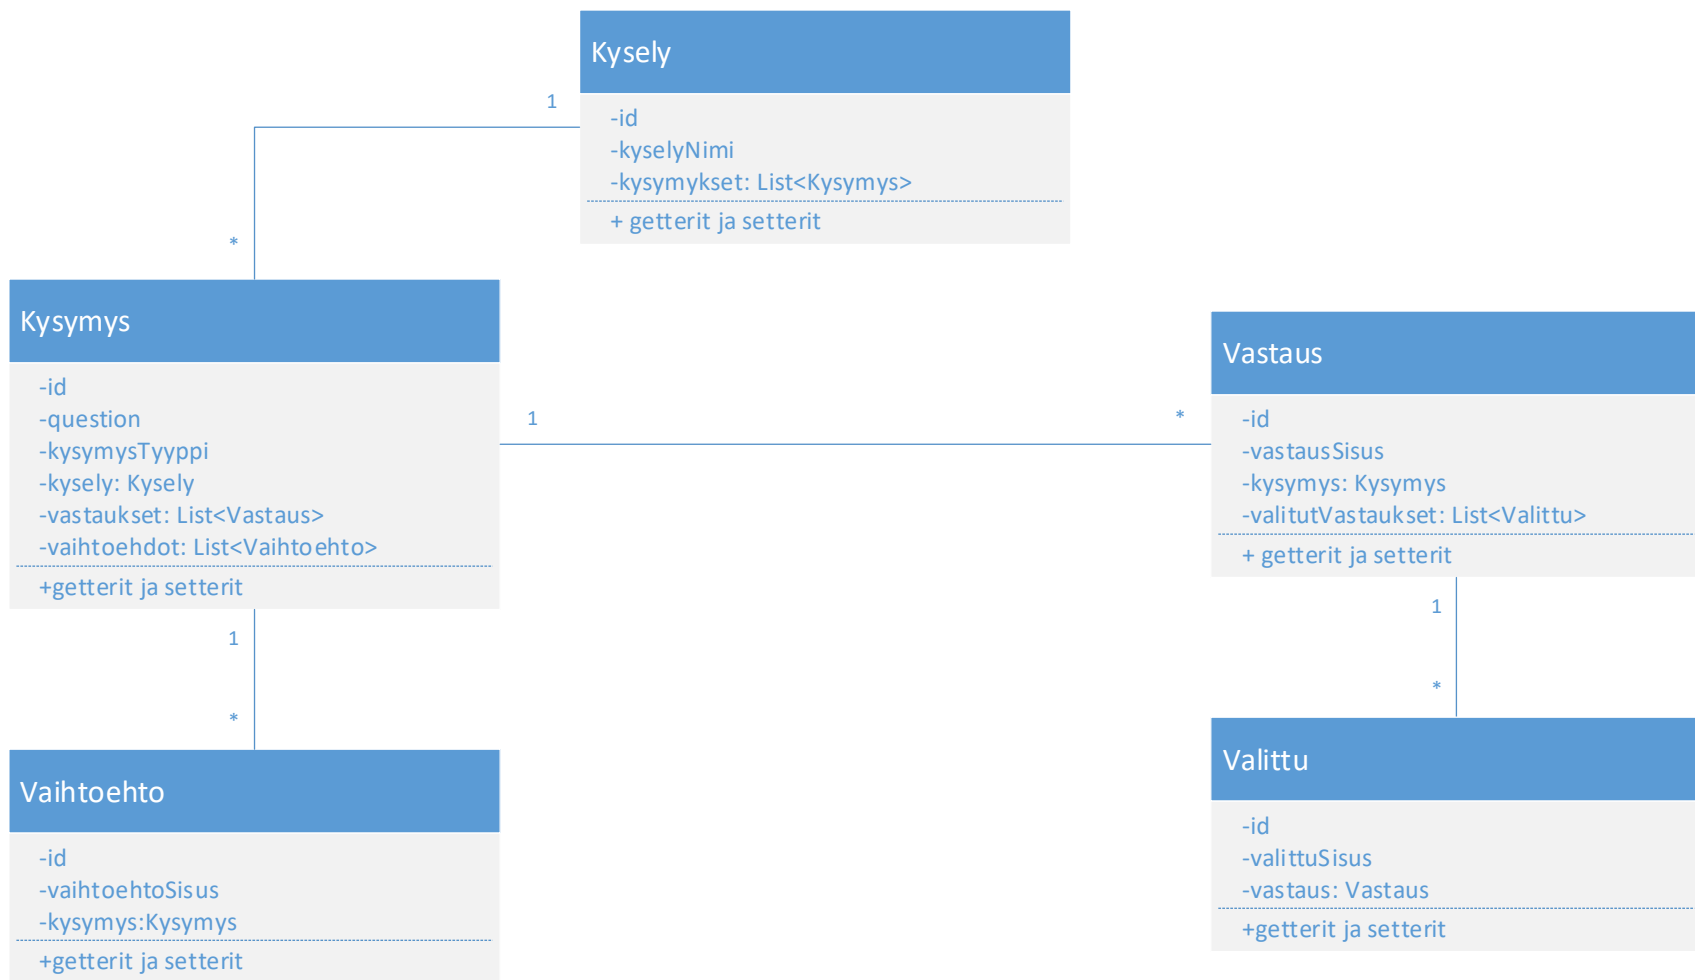 Kysely
-id
-kyselyNimi
-kysymykset: List<Kysymys>
+ getterit ja setterit
1
*
Kysymys
-id
-question
-kysymysTyyppi
-kysely: Kysely
-vastaukset: List<Vastaus>
-vaihtoehdot: List<Vaihtoehto>
+getterit ja setterit
1
*
Vastaus
-id
-vastausSisus
-kysymys: Kysymys
-valitutVastaukset: List<Valittu>
+ getterit ja setterit
1
*
1
*
Vaihtoehto
-id
-vaihtoehtoSisus
-kysymys:Kysymys
+getterit ja setterit
Valittu
-id
-valittuSisus
-vastaus: Vastaus
+getterit ja setterit